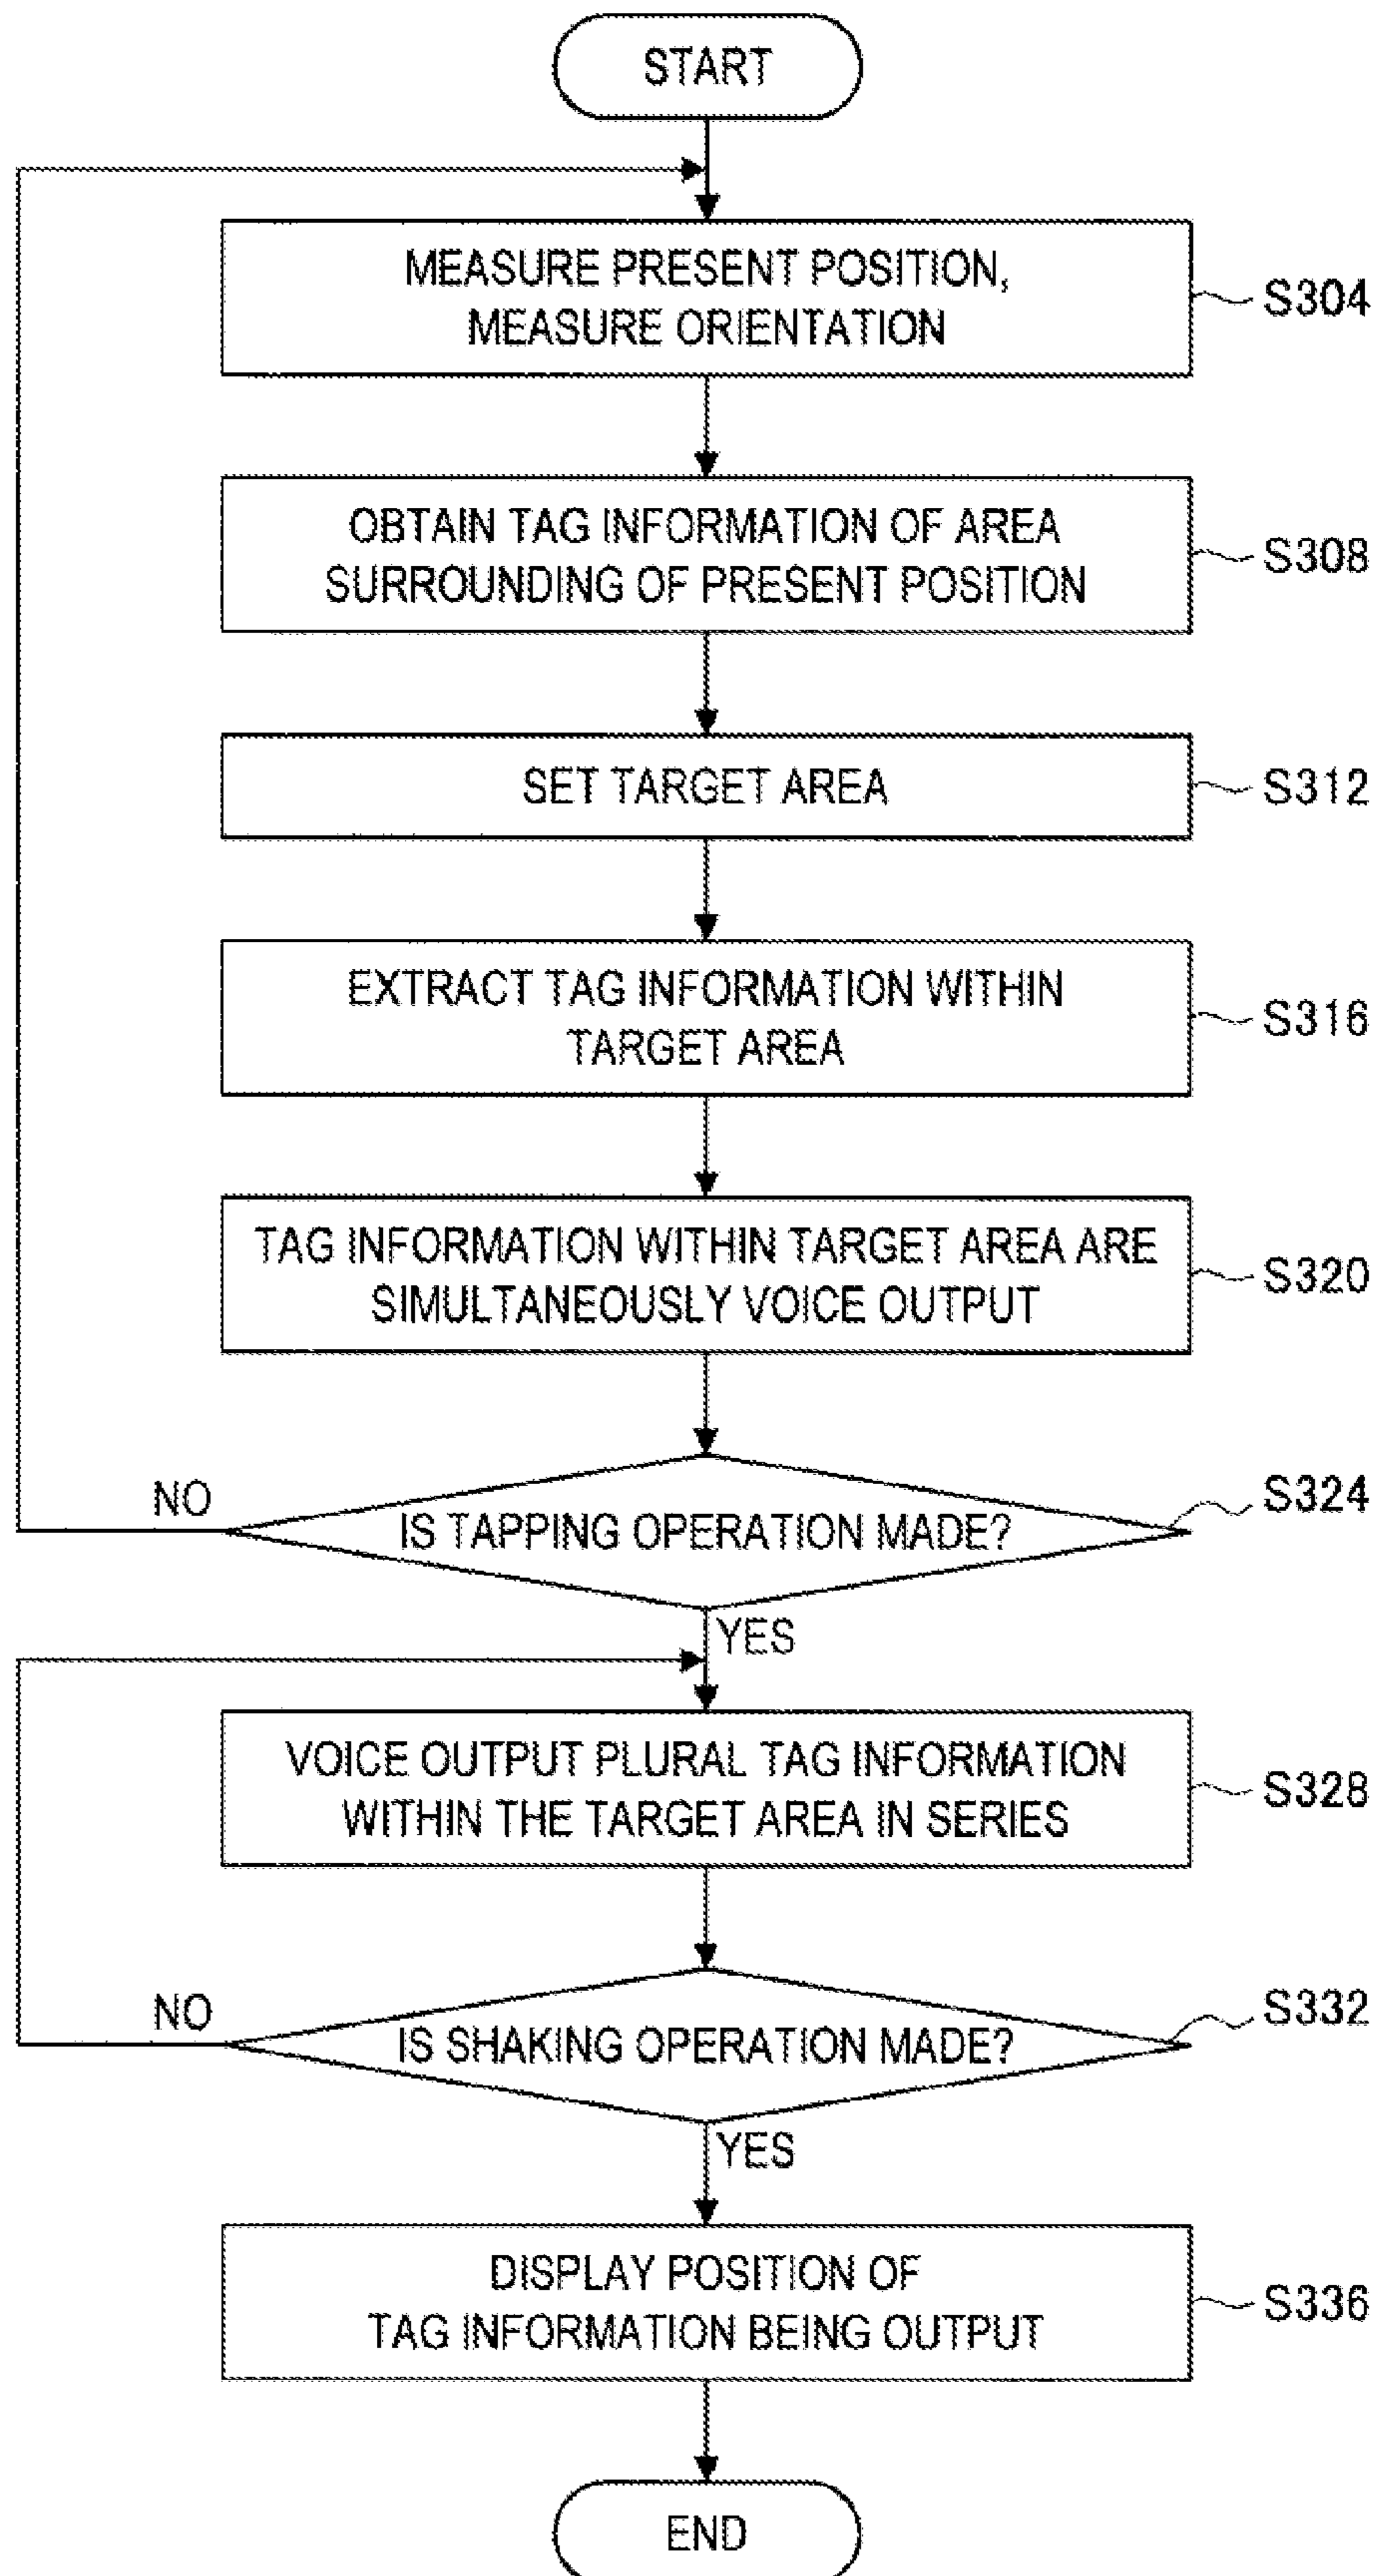 START
MEASURE PRESENT POSITION,
MEASURE ORIENTATION
S304
OBTAIN TAG INFORMATION OF AREA
SURROUNDING OF PRESENT POSITION
S308
SET TARGET AREA
S312
EXTRACT TAG INFORMATION WITHIN
TARGET AREA
S316
TAG INFORMATION WITHIN TARGET AREA ARE
SIMULTANEOUSLY VOICE OUTPUT
S320
NO
IS TAPPING OPERATION MADE?
S324
YES
VOICE OUTPUT PLURAL TAG INFORMATION
WITHIN THE TARGET AREA IN SERIES
S328
NO
IS SHAKING OPERATION MADE?
S332
YES
DISPLAY POSITION OF
TAG INFORMATION BEING OUTPUT
S336
END